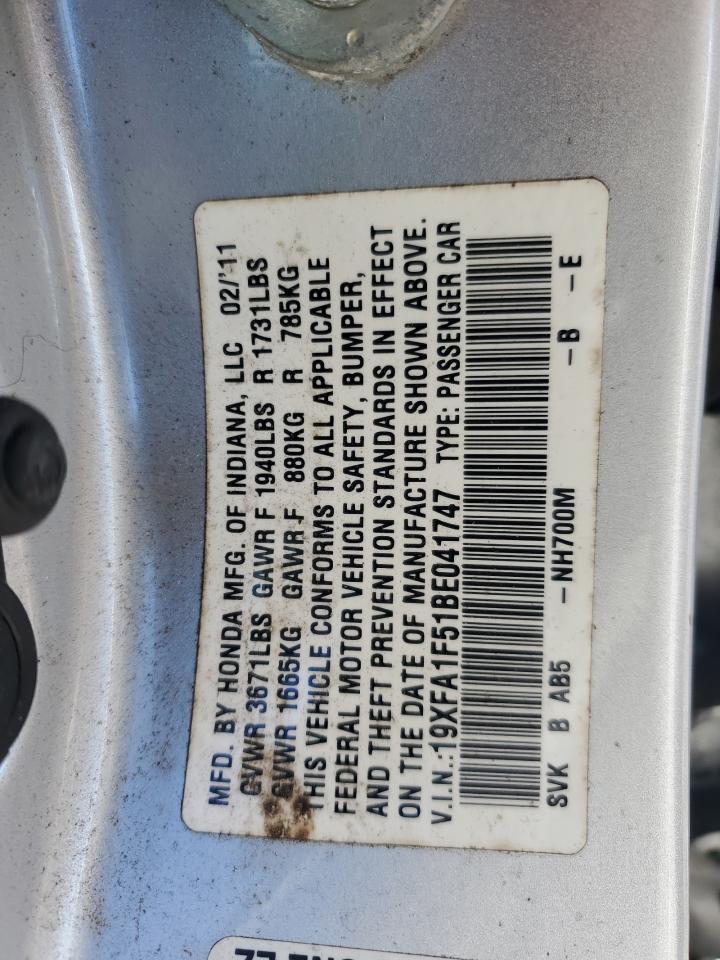 MFD. BY HONDA MFG. OF INDIANA, LLC 02/'11
GVWR 3671LBS GAWR F 1940LBS R 1731LBS
GVWR 1665KG GAWR F 880KG R 785KG
THIS VEHICLE CONFORMS TO ALL APPLICABLE
FEDERAL MOTOR VEHICLE SAFETY, BUMPER,
AND THEFT PREVENTION STANDARDS IN EFFECT
ON THE DATE OF MANUFACTURE SHOWN ABOVE.
V.I.N.:19XFA1F51BE041747 TYPE: PASSENGER CAR
SVK B AB5 –NH700M –B –E